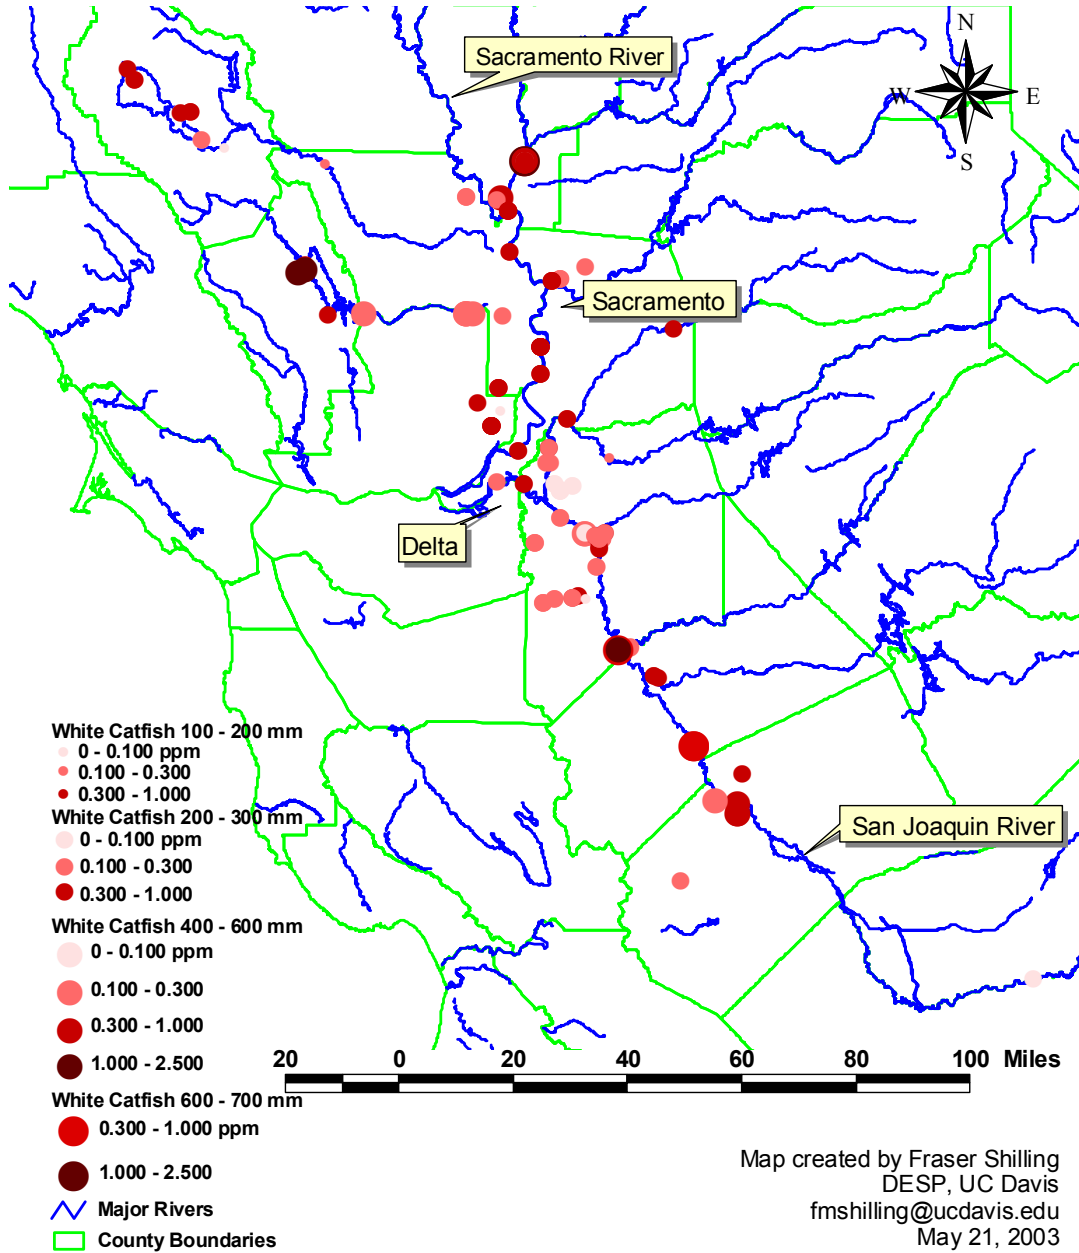 N
Sacramento River
W
E
S
Sacramento
Delta
White Catfish 100 - 200 mm
0 - 0.100 ppm
0.100 - 0.300
0.300 - 1.000
White Catfish 200 - 300 mm
0 - 0.100 ppm
0.100 - 0.300
0.300 - 1.000
San Joaquin River
White Catfish 400 - 600 mm
0 - 0.100 ppm
0.100 - 0.300
0.300 - 1.000
1.000 - 2.500
20 0 20 40 60 80 100 Miles
White Catfish 600 - 700 mm
0.300 - 1.000 ppm
1.000 - 2.500
Major Rivers
County Boundaries
Map created by Fraser Shilling
DESP, UC Davis
fmshilling@ucdavis.edu
May 21, 2003